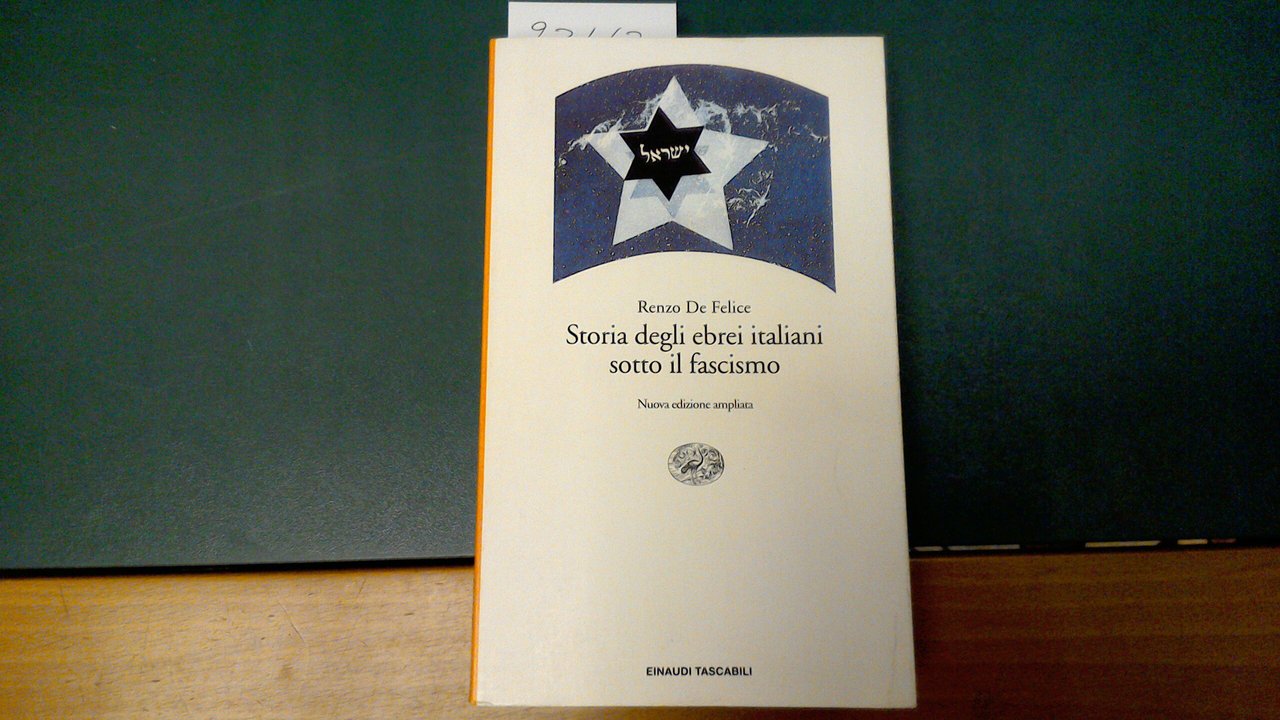 ישראל
Renzo De Felice
Storia degli ebrei italiani
sotto il fascismo
Nuova edizione ampliata
EINAUDI TASCABILI